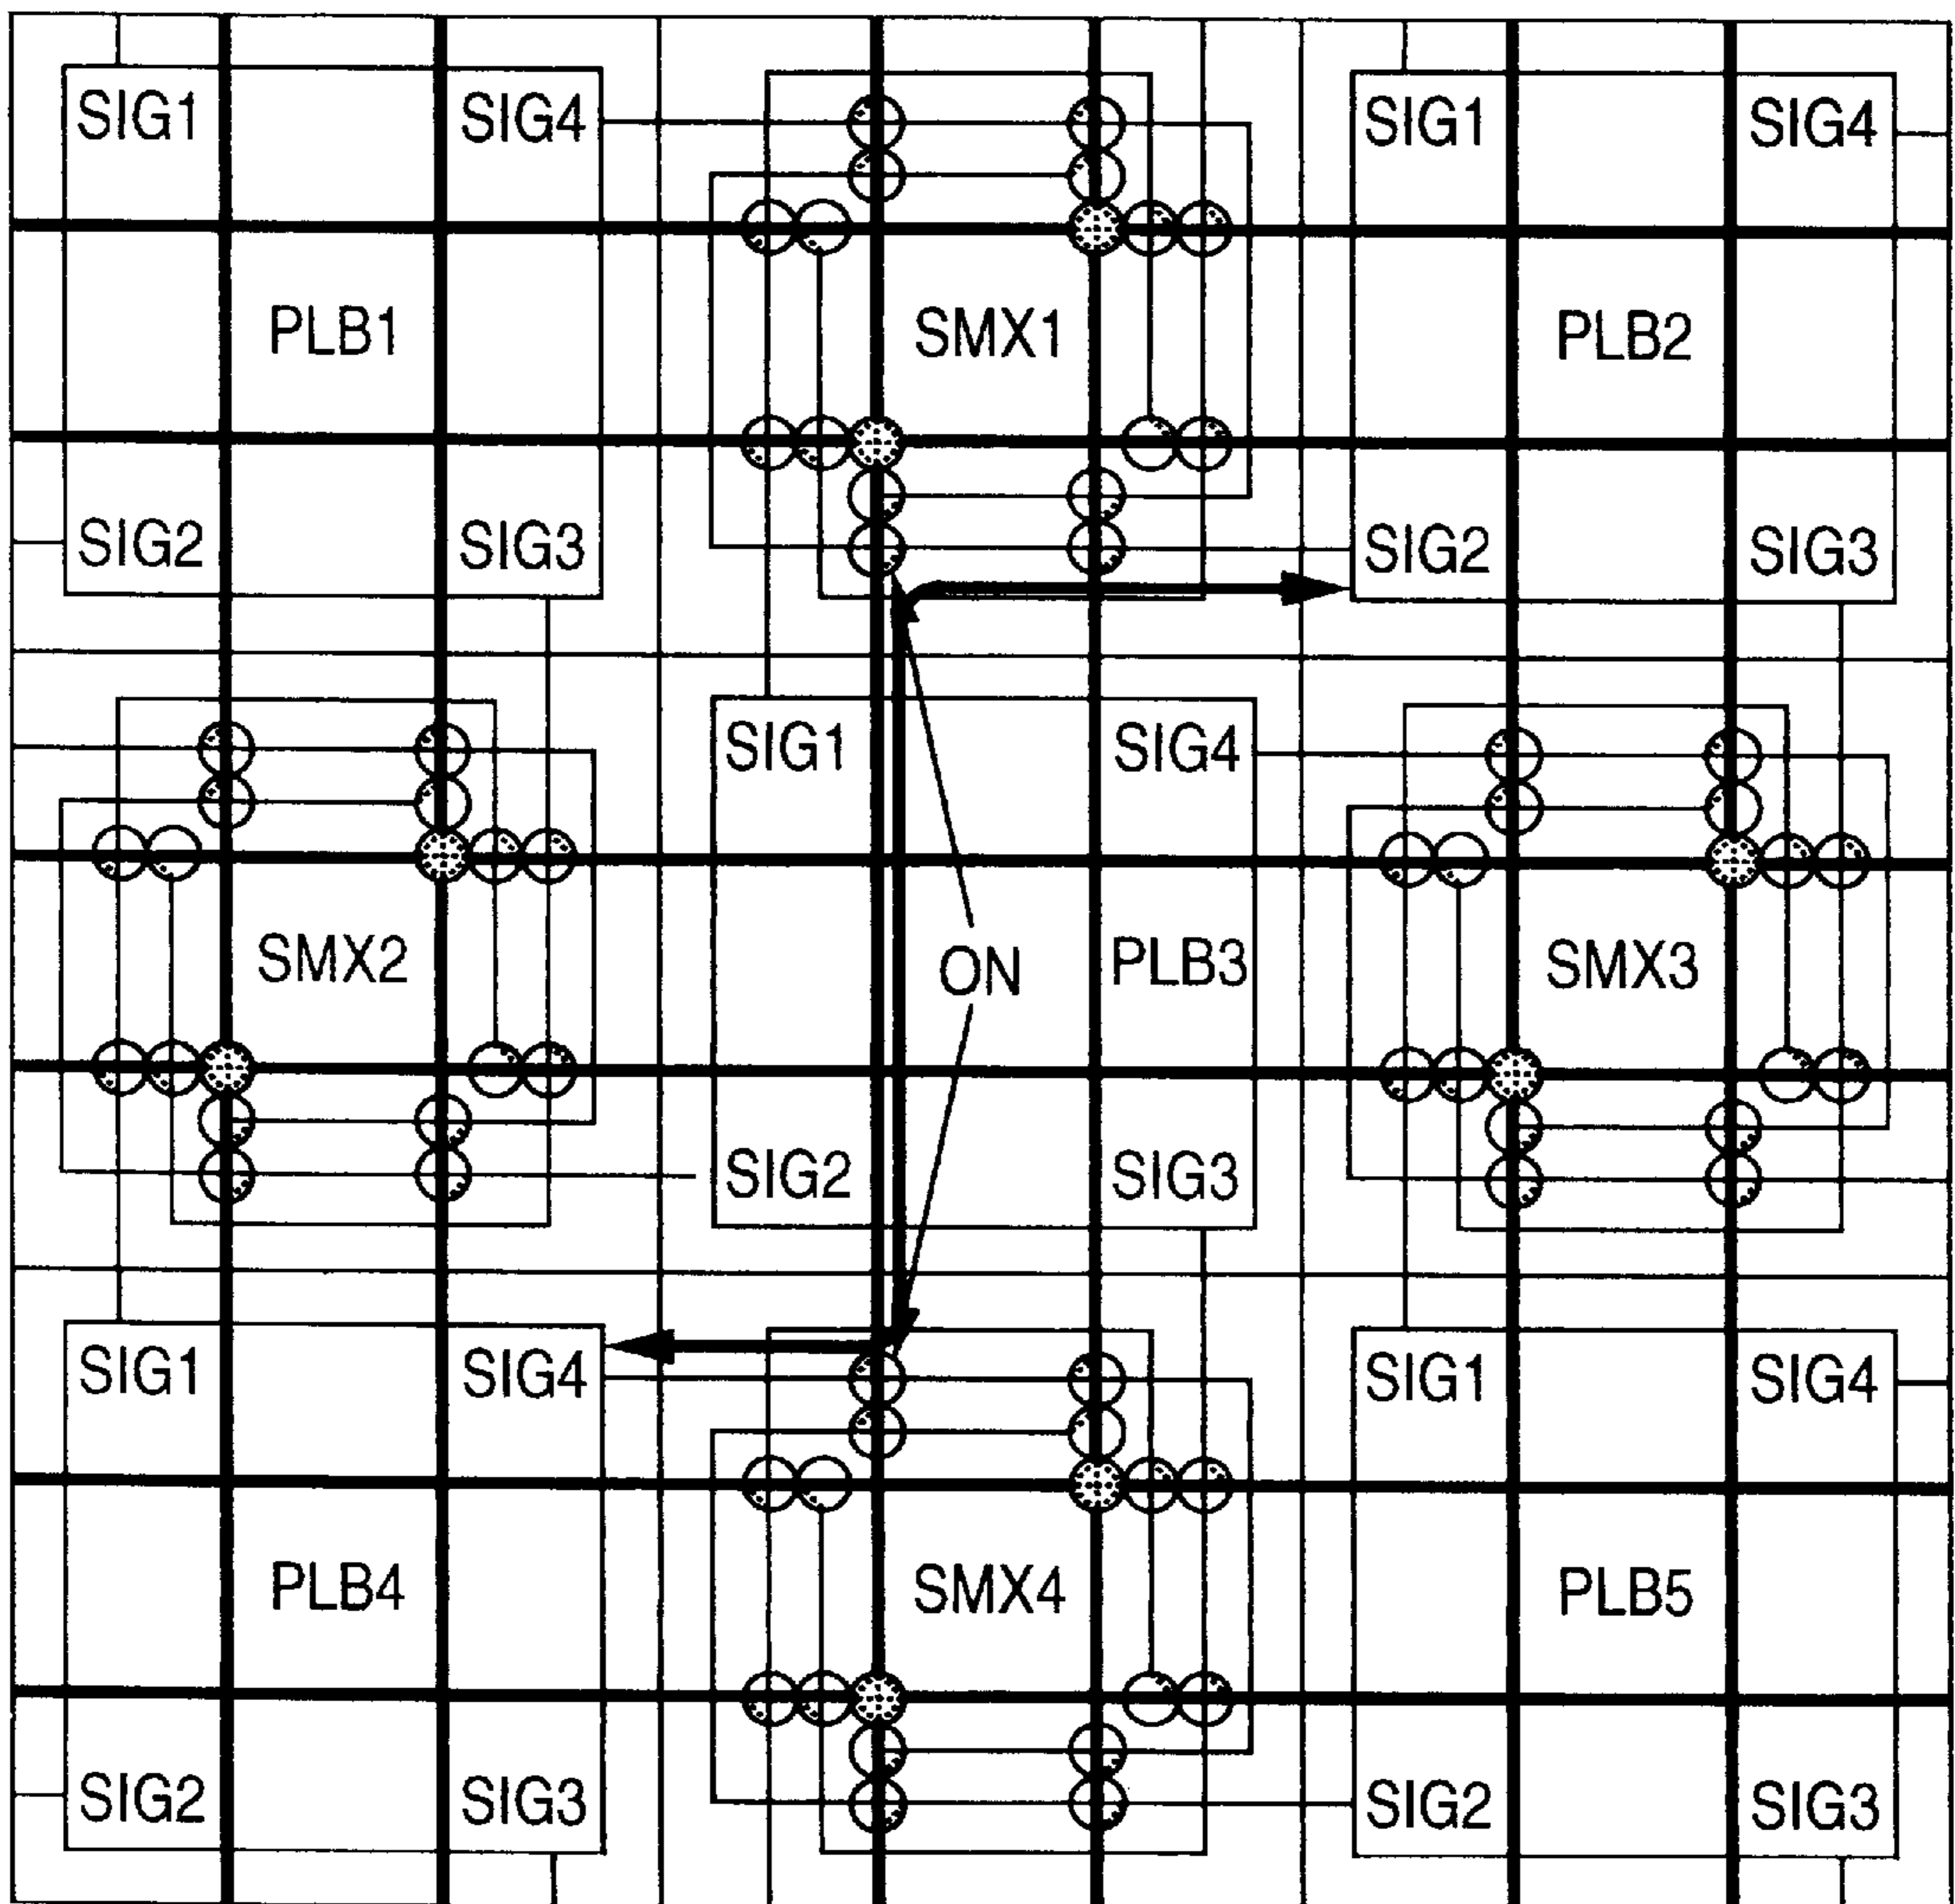 SIG1 SIG4 SIG1 SIG4
PLB1 SMX1 PLB2
SIG2 SIG3 SIG2 SIG3
SIG1 SIG4
SMX2 ON PLB3 SMX3
SIG2 SIG3
SIG1 SIG4 SIG1 SIG4
PLB4 SMX4 PLB5
SIG2 SIG3 SIG2 SIG3